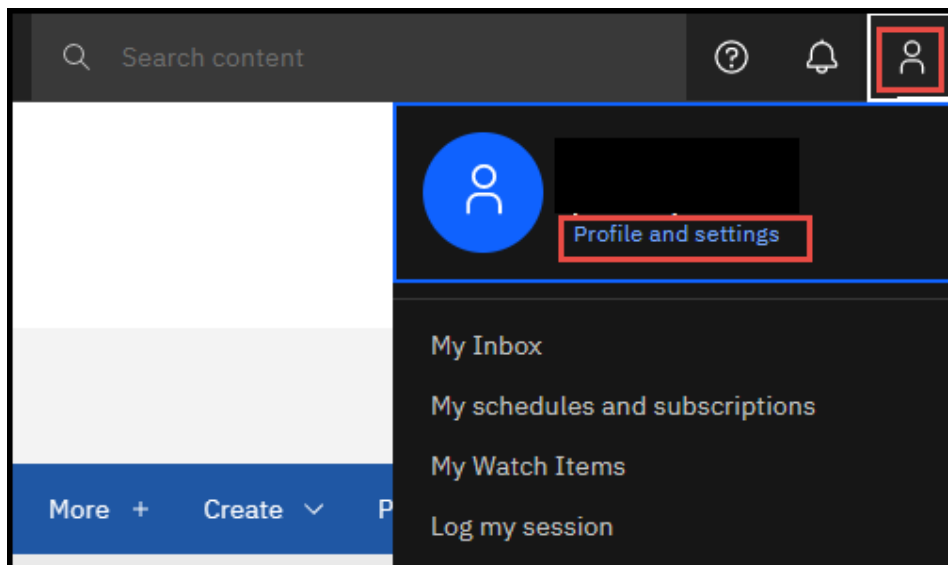 Search content
Profile and settings
My Inbox
My schedules and subscriptions
My Watch Items
More + Create P
Log my session